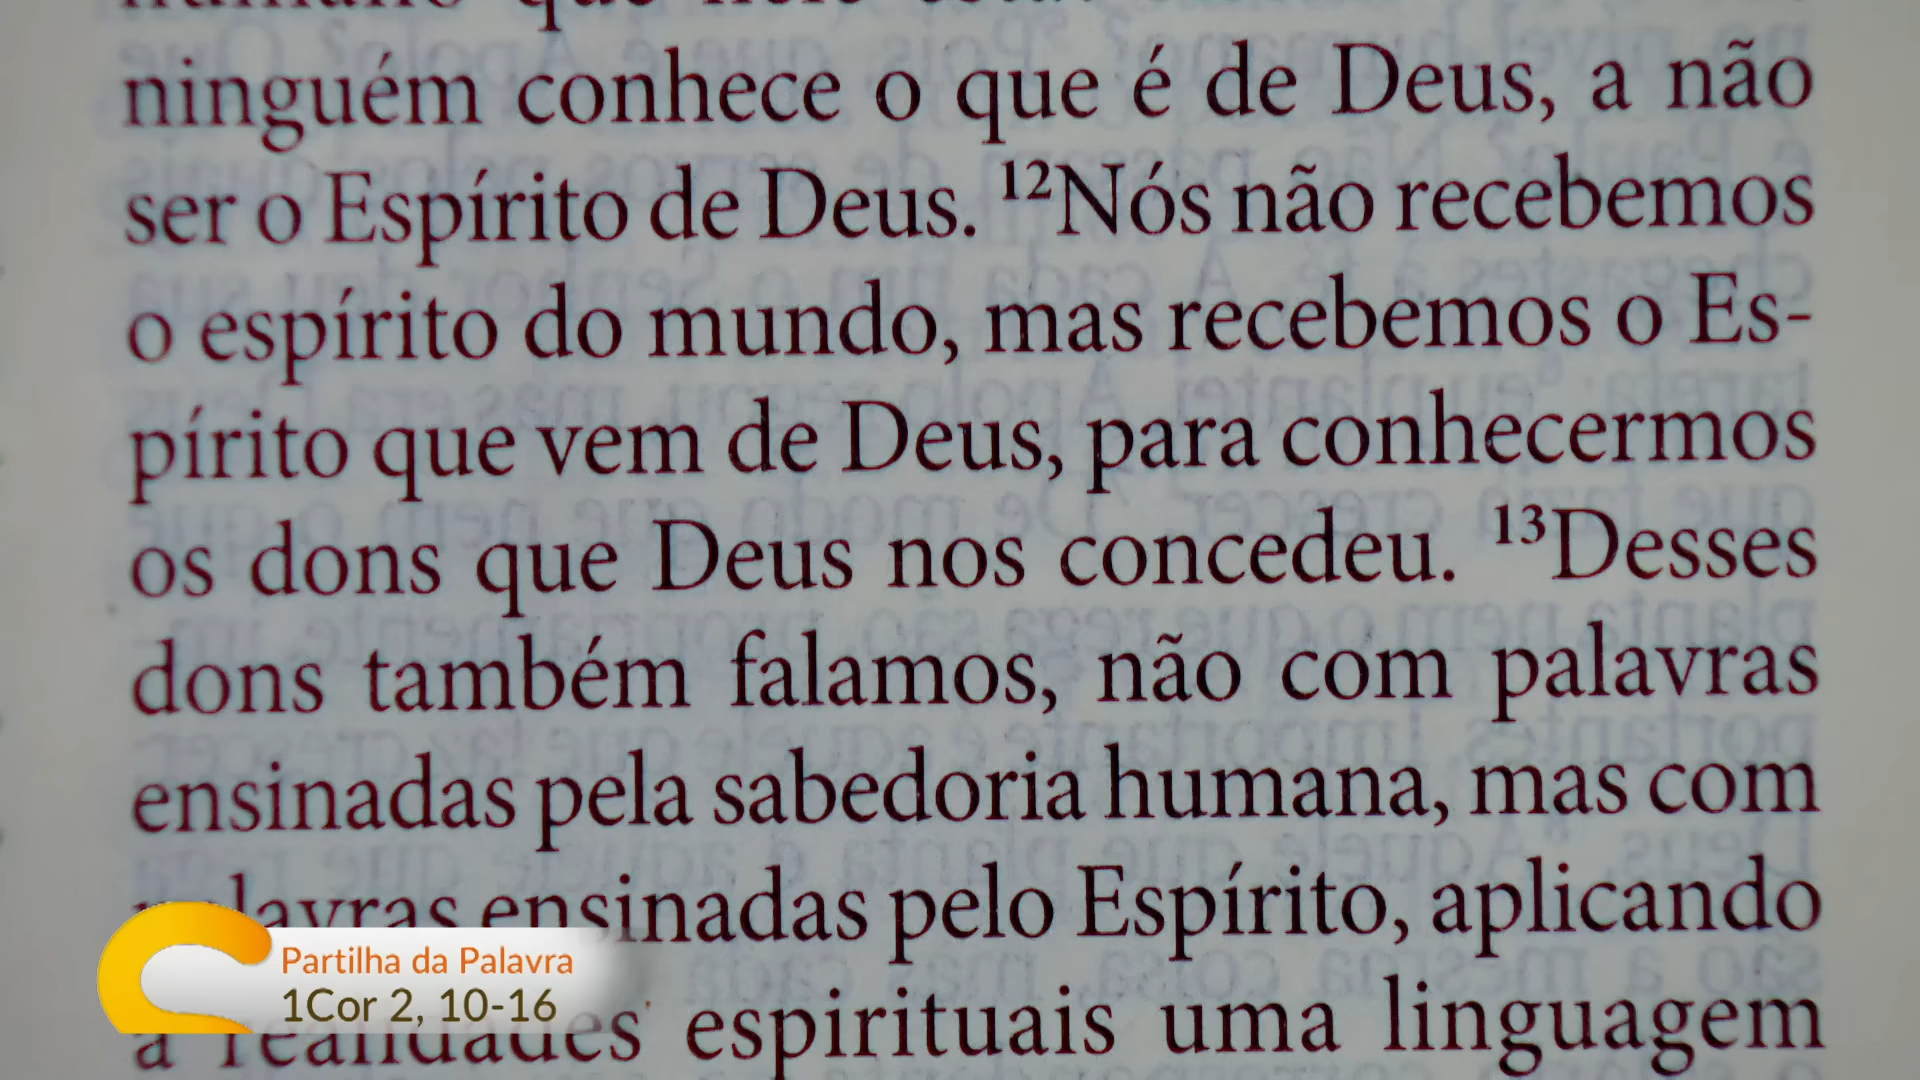 ninguém conhece o que é de Deus, a não
ser o Espírito de Deus. ¹²Nós não recebemos
o espírito do mundo, mas recebemos o Es-
pírito que vem de Deus, para conhecermos
os dons que Deus nos concedeu. ¹³Desses
dons também falamos, não com palavras
ensinadas pela sabedoria humana, mas com
palavras ensinadas pelo Espírito, aplicando
a realidades espirituais uma linguagem
Partilha da Palavra
1Cor 2, 10-16